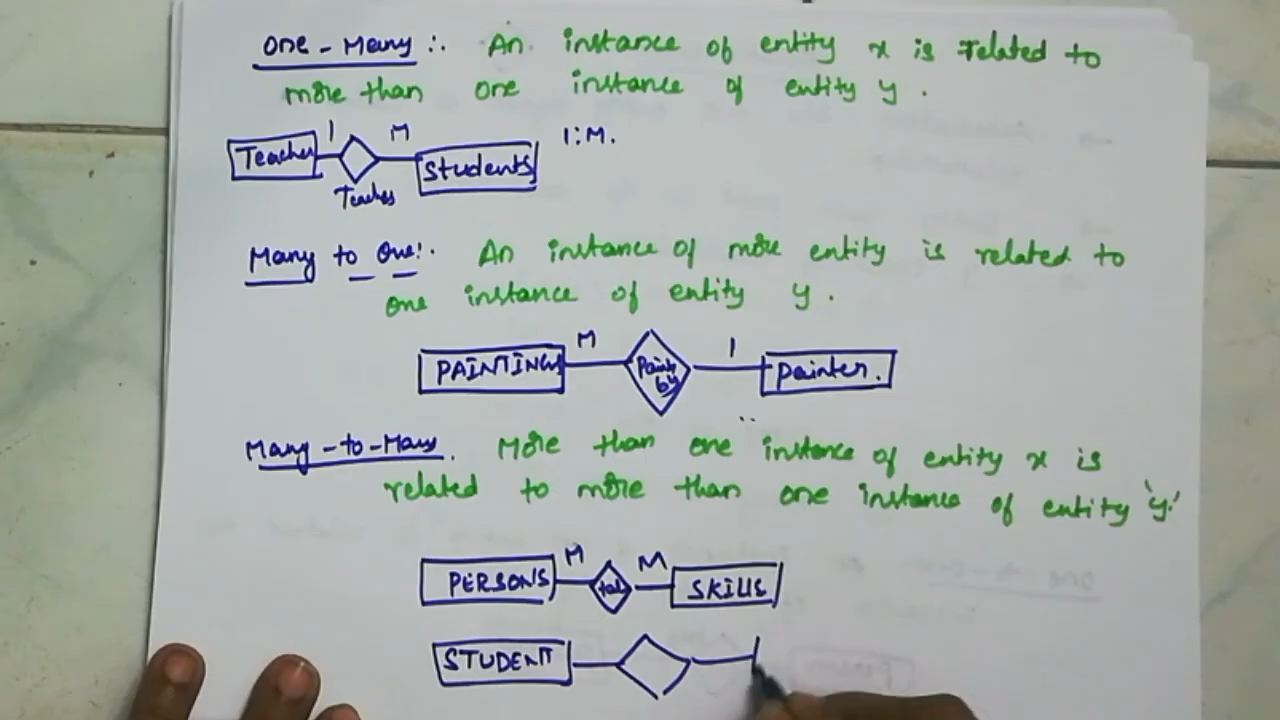 one - Many :. An instance of entity x is related to
more than one instance of entity y .
Teacher 1 M Students 1:M.
Teaches
Many to One:. An instance of more entity is related to
one instance of entity y .
PAINTING M Paint by 1 Painter.
Many - to - Many. More than one instance of entity x is
related to more than one instance of entity 'y.'
PERSONS M M SKILLS
STUDENT